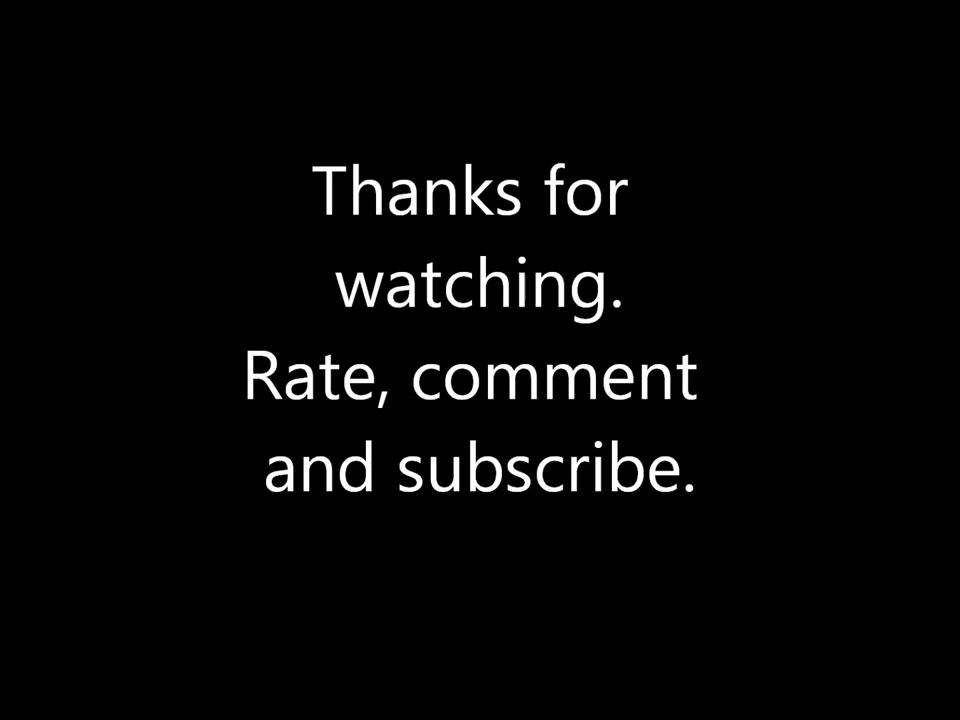 Thanks for
watching.
Rate, comment
and subscribe.